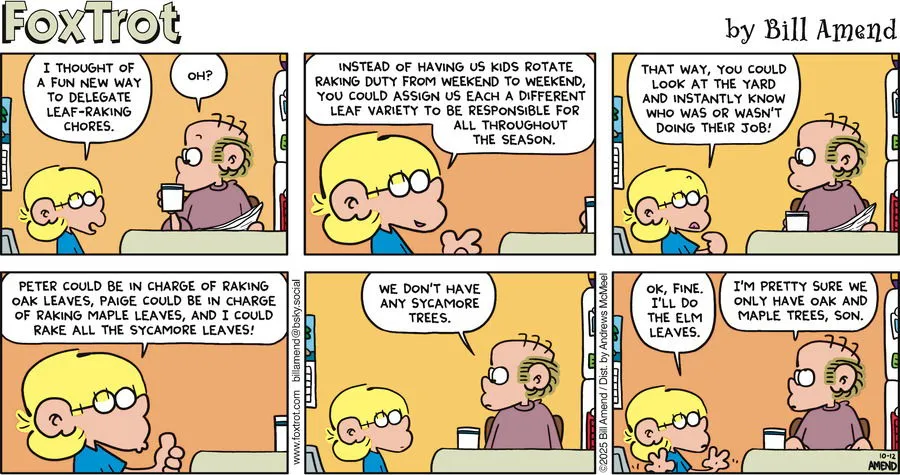 FoxTrot
by Bill Amend
I THOUGHT OF
A FUN NEW WAY
TO DELEGATE
LEAF-RAKING
CHORES.
OH?
INSTEAD OF HAVING US KIDS ROTATE
RAKING DUTY FROM WEEKEND TO WEEKEND,
YOU COULD ASSIGN US EACH A DIFFERENT
LEAF VARIETY TO BE RESPONSIBLE FOR
ALL THROUGHOUT
THE SEASON.
THAT WAY, YOU COULD
LOOK AT THE YARD
AND INSTANTLY KNOW
WHO WAS OR WASN'T
DOING THEIR JOB!
PETER COULD BE IN CHARGE OF RAKING
OAK LEAVES, PAIGE COULD BE IN CHARGE
OF RAKING MAPLE LEAVES, AND I COULD
RAKE ALL THE SYCAMORE LEAVES!
www.foxtrot.com billamend@bsky.social
WE DON'T HAVE
ANY SYCAMORE
TREES.
©2025 Bill Amend / Dist. by Andrews McMeel
OK, FINE.
I'LL DO
THE ELM
LEAVES.
I'M PRETTY SURE WE
ONLY HAVE OAK AND
MAPLE TREES, SON.
10-12
AMEND